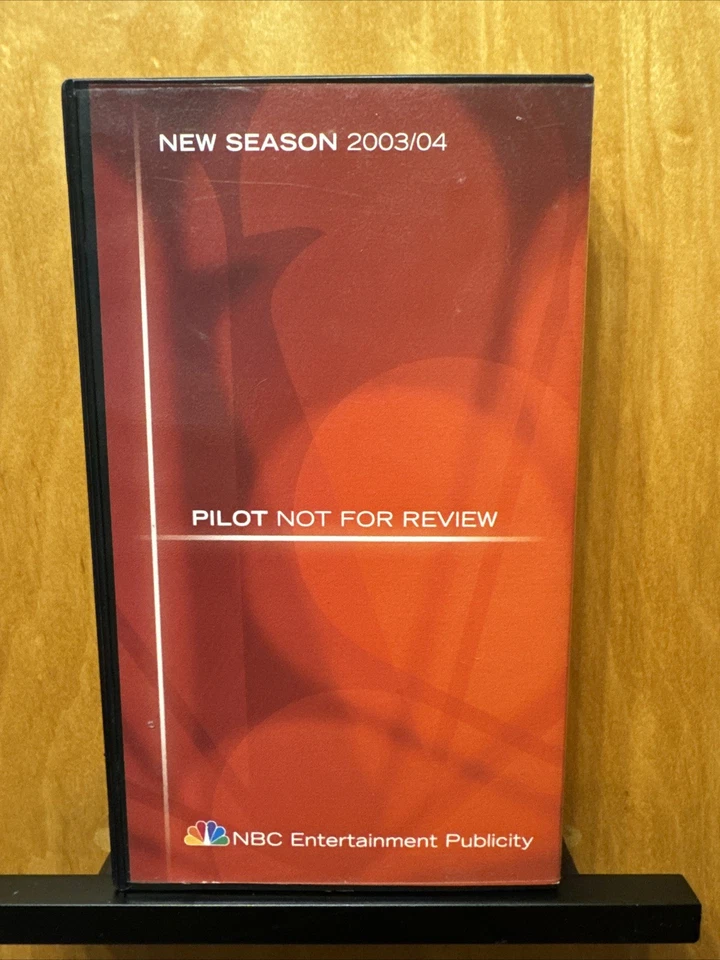 NEW SEASON 2003/04
PILOT NOT FOR REVIEW
NBC Entertainment Publicity